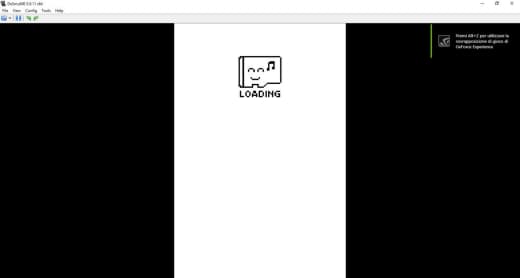 DeSmuME 0.9.11 x64
File View Config Tools Help
Premi Alt+Z per utilizzare la
sovrapposizione di gioco di
GeForce Experience
LOADING